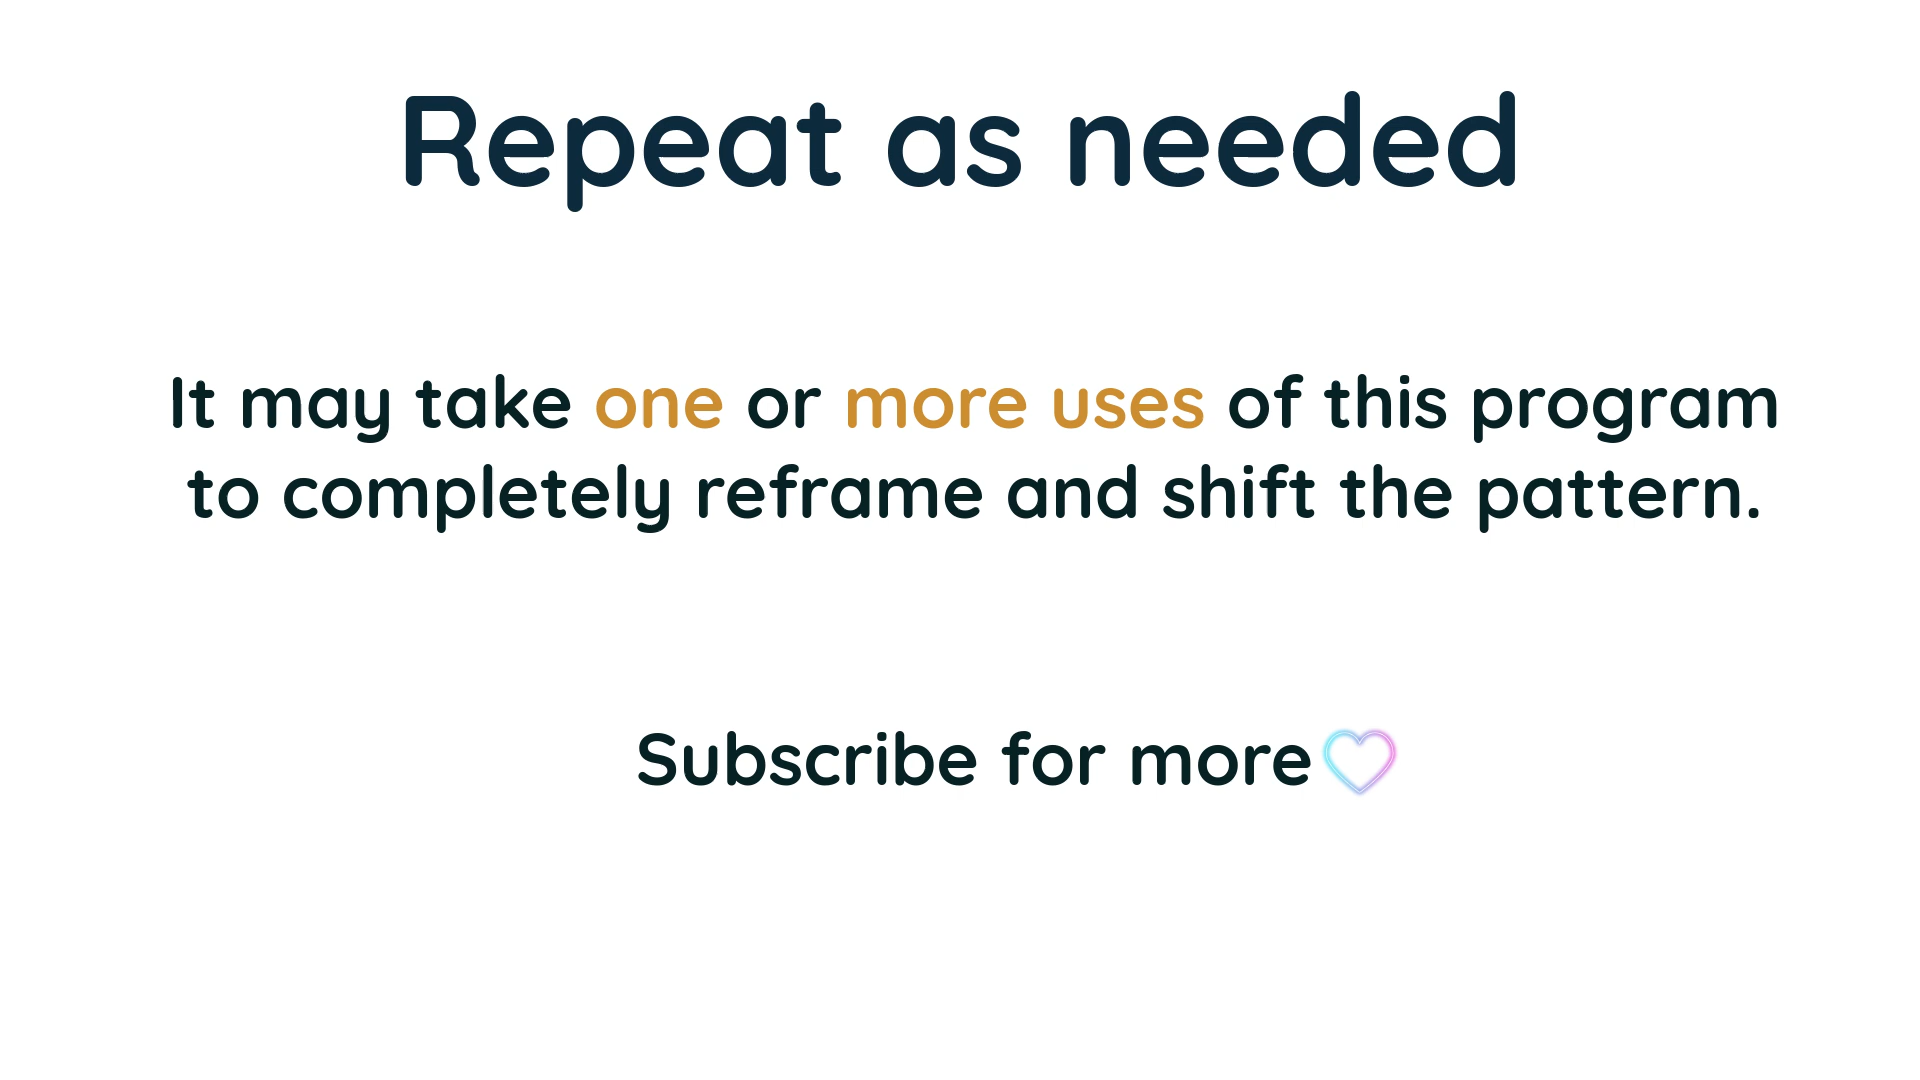 Repeat as needed
It may take one or more uses of this program
to completely reframe and shift the pattern.
Subscribe for more